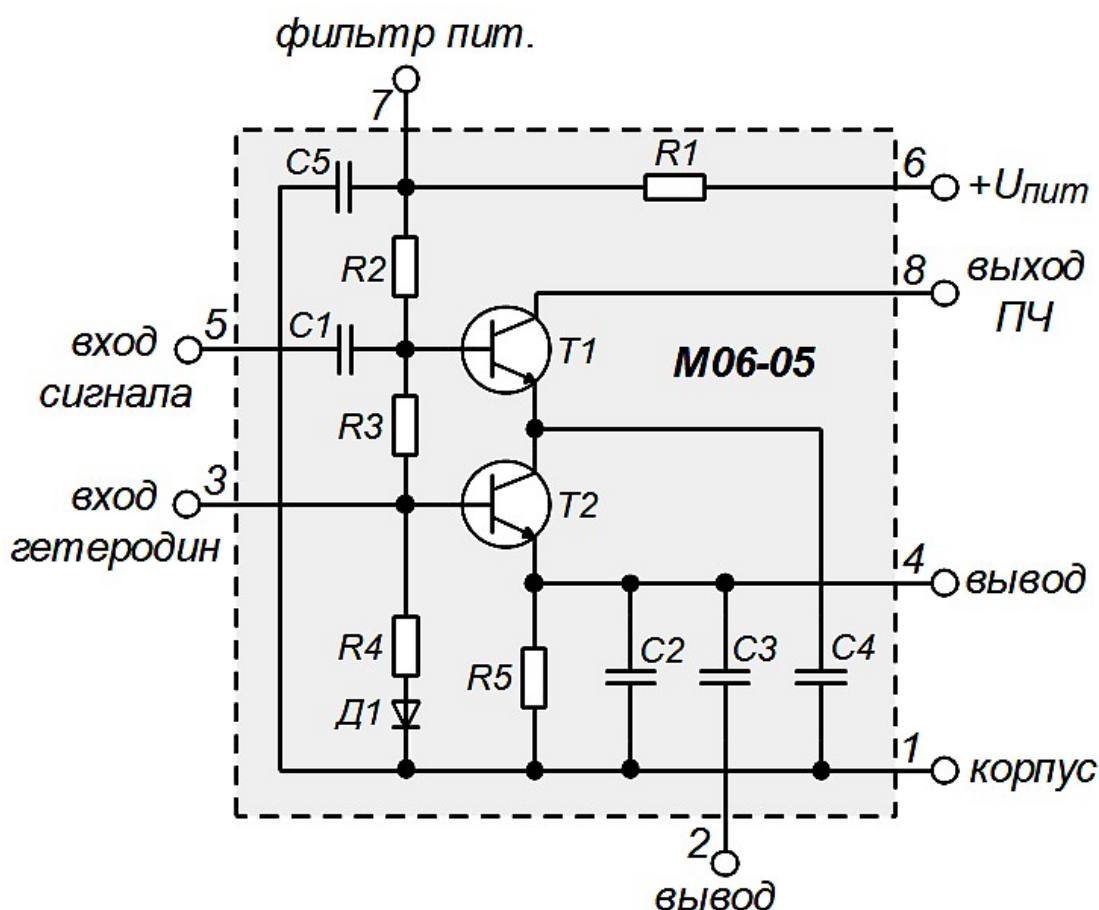 фильтр пит.
7
C5
R1
6
+Uпит
R2
8
выход
ПЧ
5
C1
вход
сигнала
T1
M06-05
R3
3
вход
гетеродин
T2
4
вывод
R4
R5
C2
C3
C4
Д1
1
корпус
2
вывод